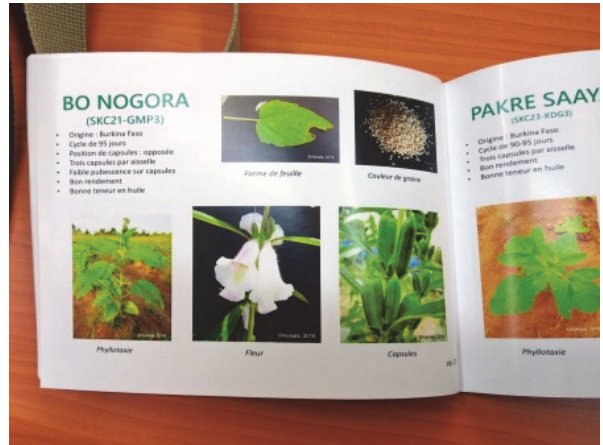 BO NOGORA
(SKC21-GMP3)
• Origine : Burkina Faso
• Cycle de 95 jours
• Position de capsules : opposée
• Trois capsules par aisselle
• Faible pubescence sur capsules
• Bon rendement
• Bonne teneur en huile
Forme de feuille
Couleur de graine
Phyllotaxie
Fleur
Capsules
PAKRE SAAY
(SKC23-KDG3)
• Origine : Burkina Faso
• Cycle de 90-95 jours
• Trois capsules par aisselle
• Bon rendement
• Bonne teneur en huile
Phyllotaxie